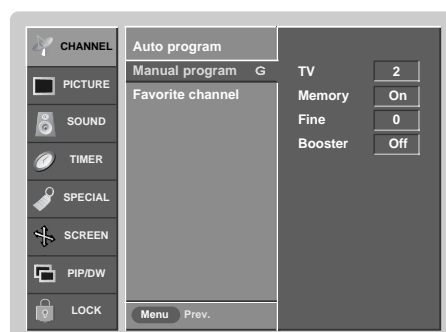 CHANNEL
PICTURE
SOUND
TIMER
SPECIAL
SCREEN
PIP/DW
LOCK
Auto program
Manual program G
Favorite channel
Menu Prev.
TV 2
Memory On
Fine 0
Booster Off